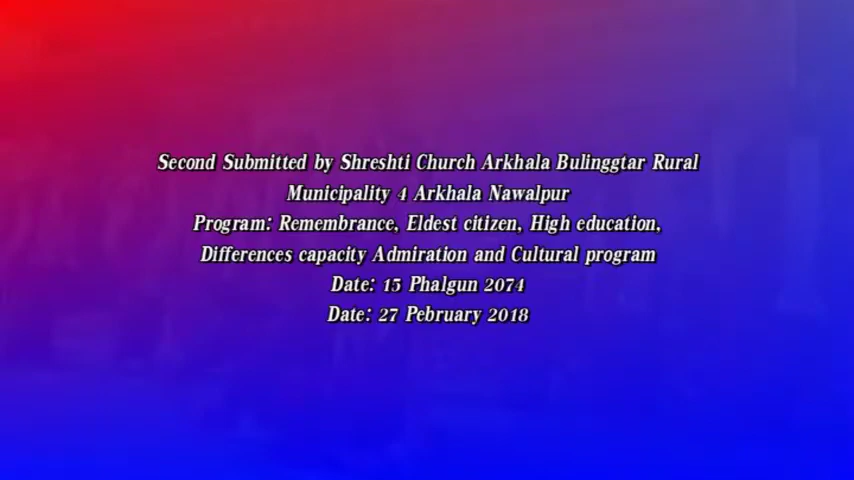 Second Submitted by Shreshti Church Arkhala Bulinggtar Rural
Municipality 4 Arkhala Nawalpur
Program: Remembrance, Eldest citizen, High education,
Differences capacity Admiration and Cultural program
Date: 15 Phalgun 2074
Date: 27 Pebruary 2018